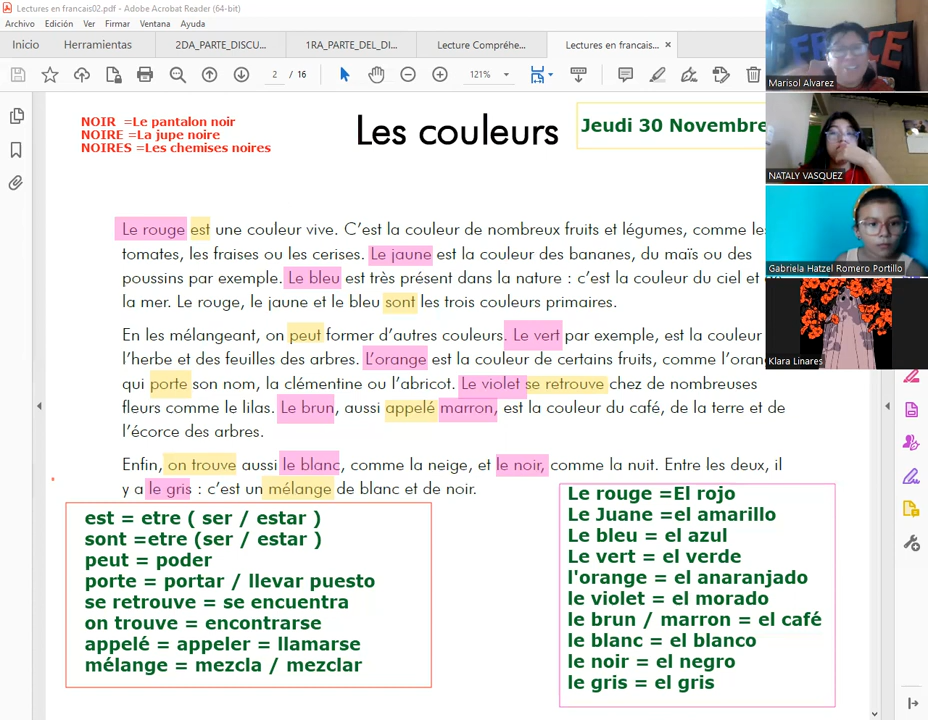 Lectures en francais02.pdf - Adobe Acrobat Reader (64-bit)
Archivo Edición Ver Firmar Ventana Ayuda
Inicio Herramientas 2DA_PARTE_DISCU... 1RA_PARTE_DEL_DI... Lecture Compréhe... Lectures en francais... ×
2 / 16 121%
NOIR =Le pantalon noir
NOIRE =La jupe noire
NOIRES =Les chemises noires
Les couleurs
Jeudi 30 Novembre
Le rouge est une couleur vive. C’est la couleur de nombreux fruits et légumes, comme les
tomates, les fraises ou les cerises. Le jaune est la couleur des bananes, du maïs ou des
poussins par exemple. Le bleu est très présent dans la nature : c’est la couleur du ciel et
la mer. Le rouge, le jaune et le bleu sont les trois couleurs primaires.
En les mélangeant, on peut former d’autres couleurs. Le vert par exemple, est la couleur
l’herbe et des feuilles des arbres. L’orange est la couleur de certains fruits, comme l’oran
qui porte son nom, la clémentine ou l’abricot. Le violet se retrouve chez de nombreuses
fleurs comme le lilas. Le brun, aussi appelé marron, est la couleur du café, de la terre et de
l’écorce des arbres.
Enfin, on trouve aussi le blanc, comme la neige, et le noir, comme la nuit. Entre les deux, il
y a le gris : c’est un mélange de blanc et de noir.
est = etre ( ser / estar )
sont =etre (ser / estar )
peut = poder
porte = portar / llevar puesto
se retrouve = se encuentra
on trouve = encontrarse
appelé = appeler = llamarse
mélange = mezcla / mezclar
Le rouge =El rojo
Le Juane =el amarillo
Le bleu = el azul
Le vert = el verde
l'orange = el anaranjado
le violet = el morado
le brun / marron = el café
le blanc = el blanco
le noir = el negro
le gris = el gris
Marisol Alvarez
NATALY VASQUEZ
Gabriela Hatzel Romero Portillo
Klara Linares